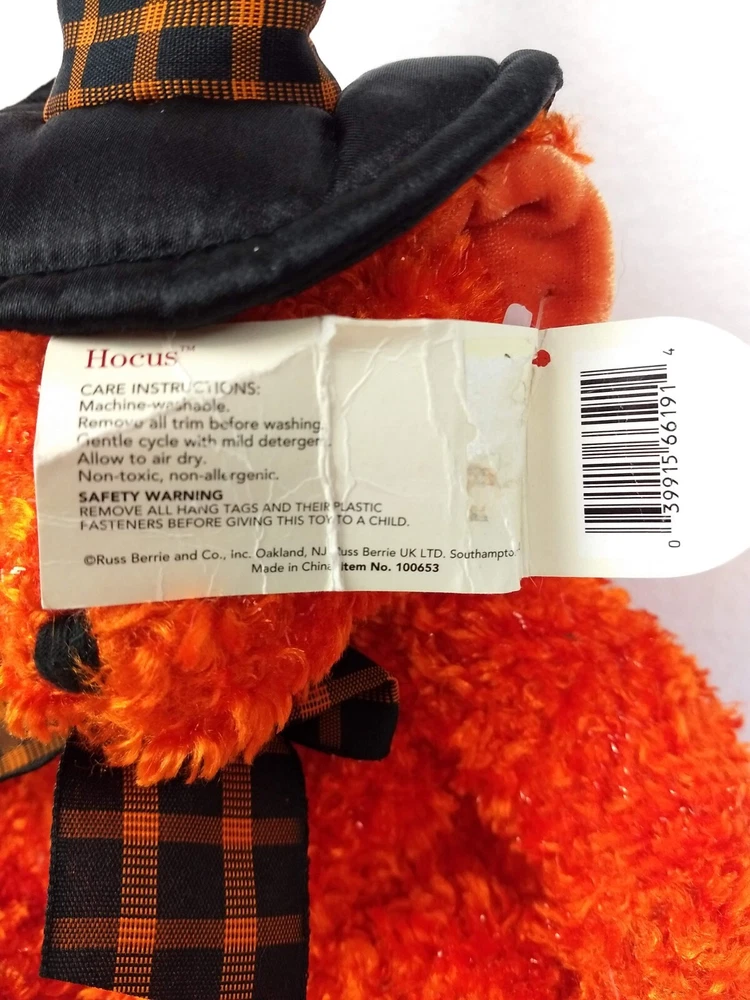 Hocus™
CARE INSTRUCTIONS:
Machine-washable.
Remove all trim before washing.
Gentle cycle with mild deterger
Allow to air dry.
Non-toxic, non-allergenic.
SAFETY WARNING
REMOVE ALL HANG TAGS AND THEIR PLASTIC
FASTENERS BEFORE GIVING THIS TOY TO A CHILD.
©Russ Berrie and Co., inc. Oakland, NJ Russ Berrie UK LTD. Southampto
Made in China Item No. 100653
0 39915 66191 4